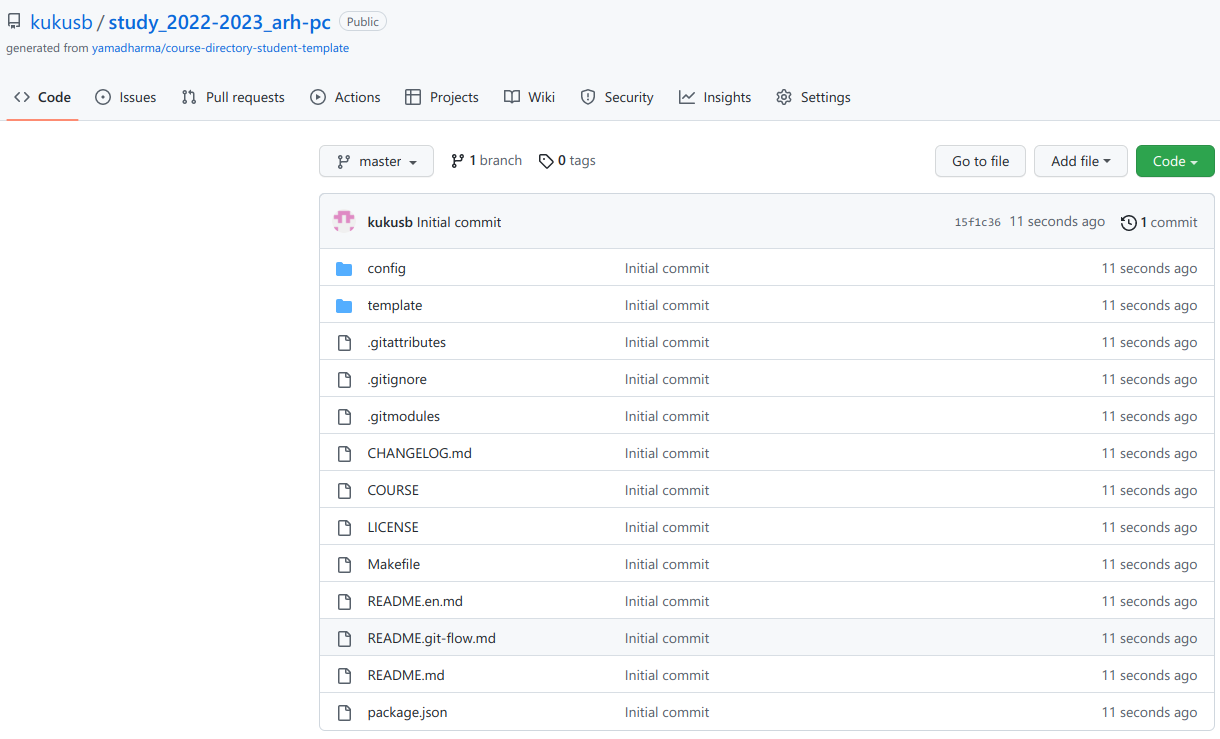 kukusb / study_2022-2023_arh-pc Public
generated from yamadharma/course-directory-student-template
Code Issues Pull requests Actions Projects Wiki Security Insights Settings
master 1 branch 0 tags Go to file Add file Code
kukusb Initial commit 15f1c36 11 seconds ago 1 commit
config Initial commit 11 seconds ago
template Initial commit 11 seconds ago
.gitattributes Initial commit 11 seconds ago
.gitignore Initial commit 11 seconds ago
.gitmodules Initial commit 11 seconds ago
CHANGELOG.md Initial commit 11 seconds ago
COURSE Initial commit 11 seconds ago
LICENSE Initial commit 11 seconds ago
Makefile Initial commit 11 seconds ago
README.en.md Initial commit 11 seconds ago
README.git-flow.md Initial commit 11 seconds ago
README.md Initial commit 11 seconds ago
package.json Initial commit 11 seconds ago